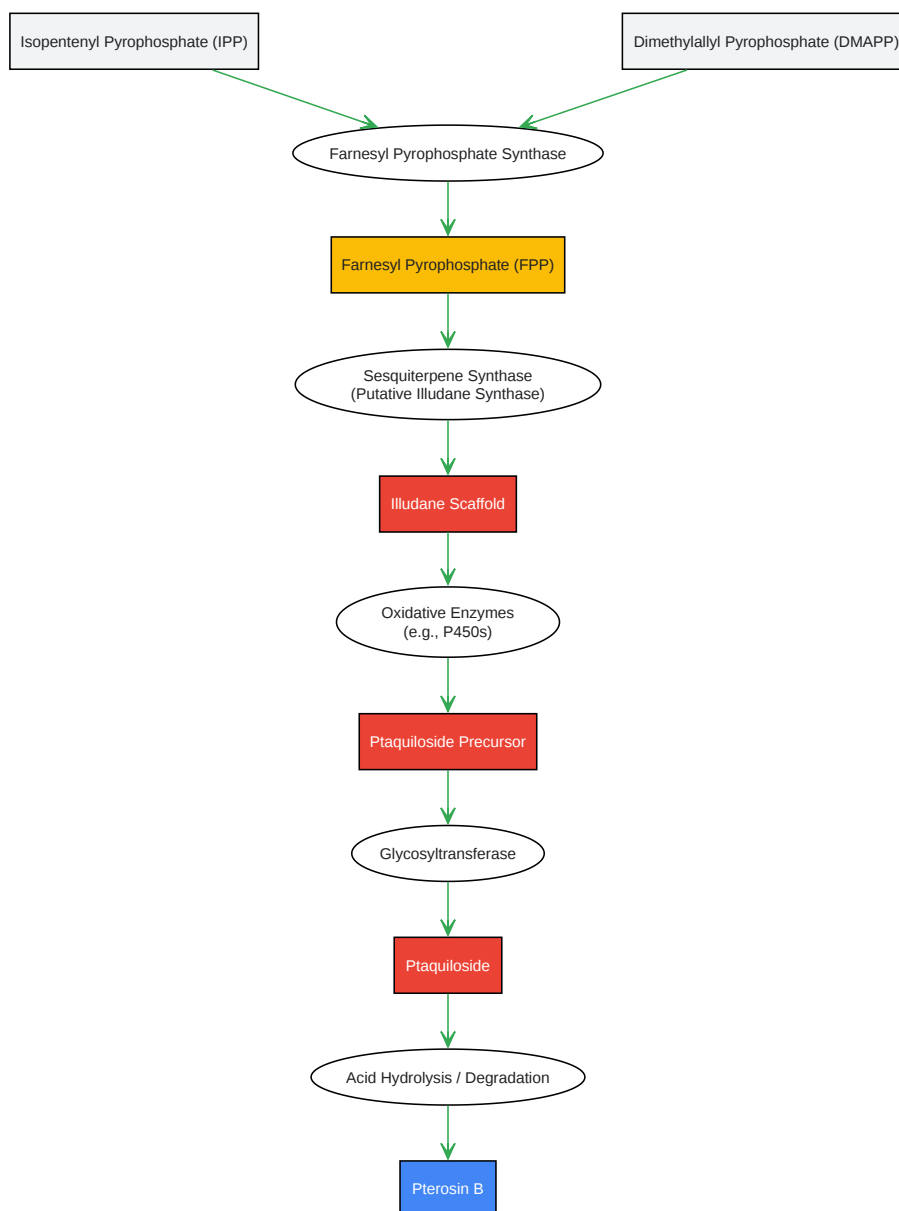 Isopentenyl Pyrophosphate (IPP)
Dimethylallyl Pyrophosphate (DMAPP)
Farnesyl Pyrophosphate Synthase
Farnesyl Pyrophosphate (FPP)
Sesquiterpene Synthase
(Putative Illudane Synthase)
Illudane Scaffold
Oxidative Enzymes
(e.g., P450s)
Ptaquiloside Precursor
Glycosyltransferase
Ptaquiloside
Acid Hydrolysis / Degradation
Pterosin B